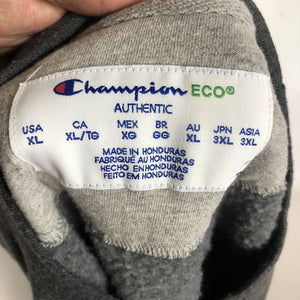 Champion ECO®
AUTHENTIC
USA CA MEX BR AU JPN ASIA
XL XL/TG XG GG XL 3XL 3XL
MADE IN HONDURAS
FABRIQUÉ AU HONDURAS
HECHO EN HONDURAS
FEITO EM HONDURAS